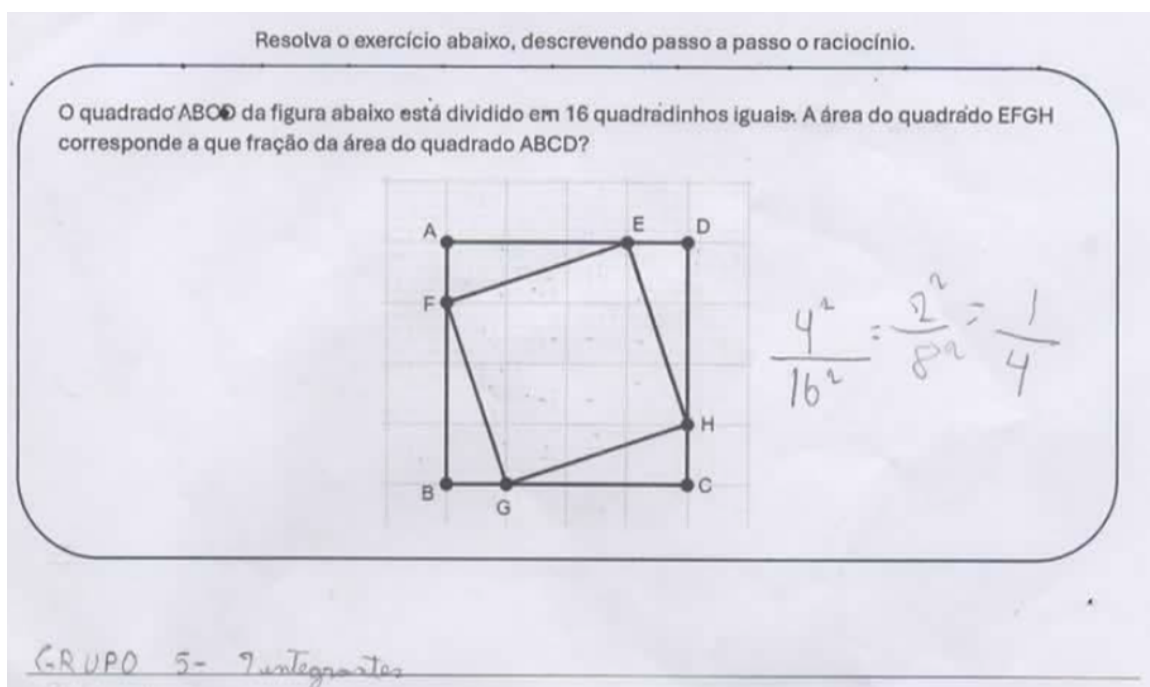 Resolva o exercício abaixo, descrevendo passo a passo o raciocínio.
O quadrado ABCD da figura abaixo está dividido em 16 quadradinhos iguais. A área do quadrado EFGH
corresponde a que fração da área do quadrado ABCD?
A E D
F
H
B G C
4² / 16² = 2² / 8² = 1 / 4
GRUPO 5- 7 integrantes